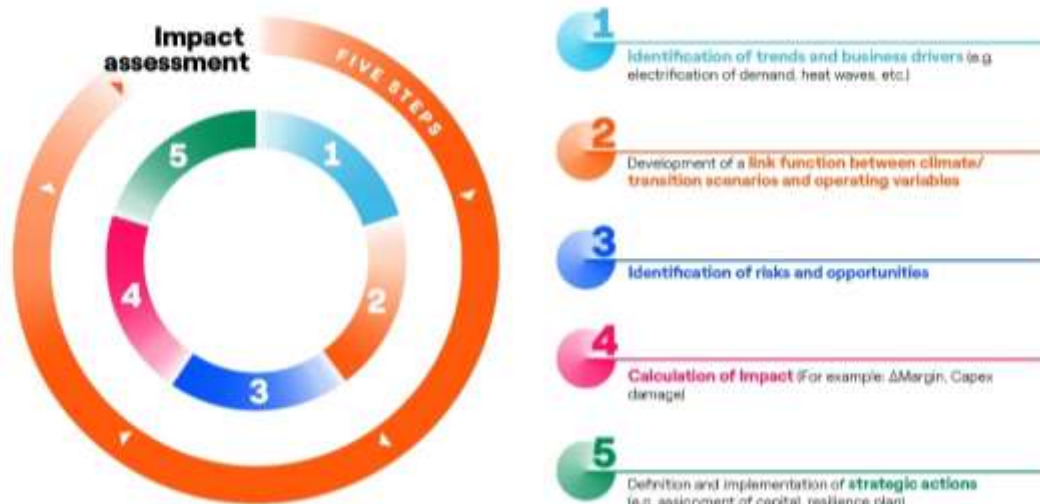 Impact
assessment
FIVE STEPS
1
2
3
4
5
1
Identification of trends and business drivers (e.g.
electrification of demand, heat waves, etc.)
2
Development of a link function between climate/
transition scenarios and operating variables
3
Identification of risks and opportunities
4
Calculation of Impact (For example: ΔMargin, Capex
damage)
5
Definition and implementation of strategic actions
(e.g. assignment of capital, resilience plan)